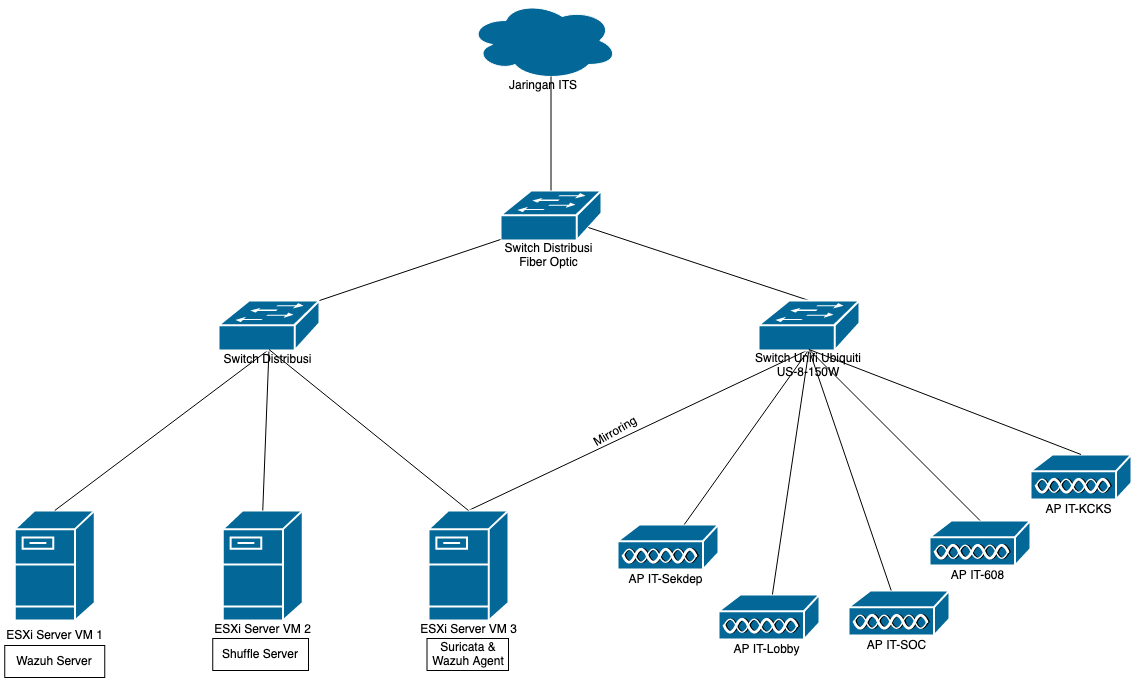 Jaringan ITS
Switch Distribusi
Fiber Optic
Switch Distribusi
Switch Unifi Ubiquiti
US-8-150W
Mirroring
AP IT-KCKS
AP IT-608
AP IT-Sekdep
AP IT-SOC
AP IT-Lobby
ESXi Server VM 1
Wazuh Server
ESXi Server VM 2
Shuffle Server
ESXi Server VM 3
Suricata &
Wazuh Agent